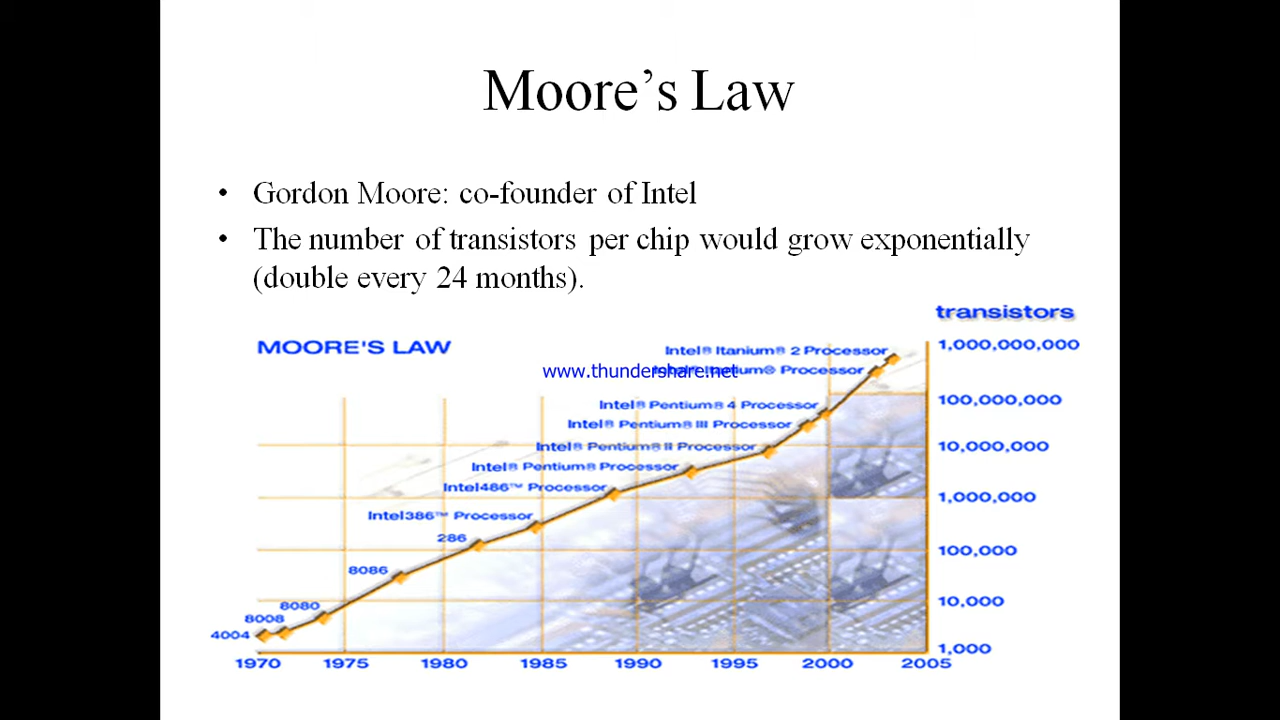 Moore’s Law
• Gordon Moore: co-founder of Intel
• The number of transistors per chip would grow exponentially
(double every 24 months).
transistors
MOORE'S LAW
1,000,000,000
Intel® Itanium® 2 Processor
www.thundershare.net
Processor
100,000,000
Intel® Pentium® 4 Processor
Intel® Pentium® III Processor
10,000,000
Intel® Pentium® II Processor
Intel® Pentium® Processor
Intel486™ Processor
1,000,000
Intel386™ Processor
286
100,000
8086
10,000
8080
8008
4004
1,000
1970 1975 1980 1985 1990 1995 2000 2005